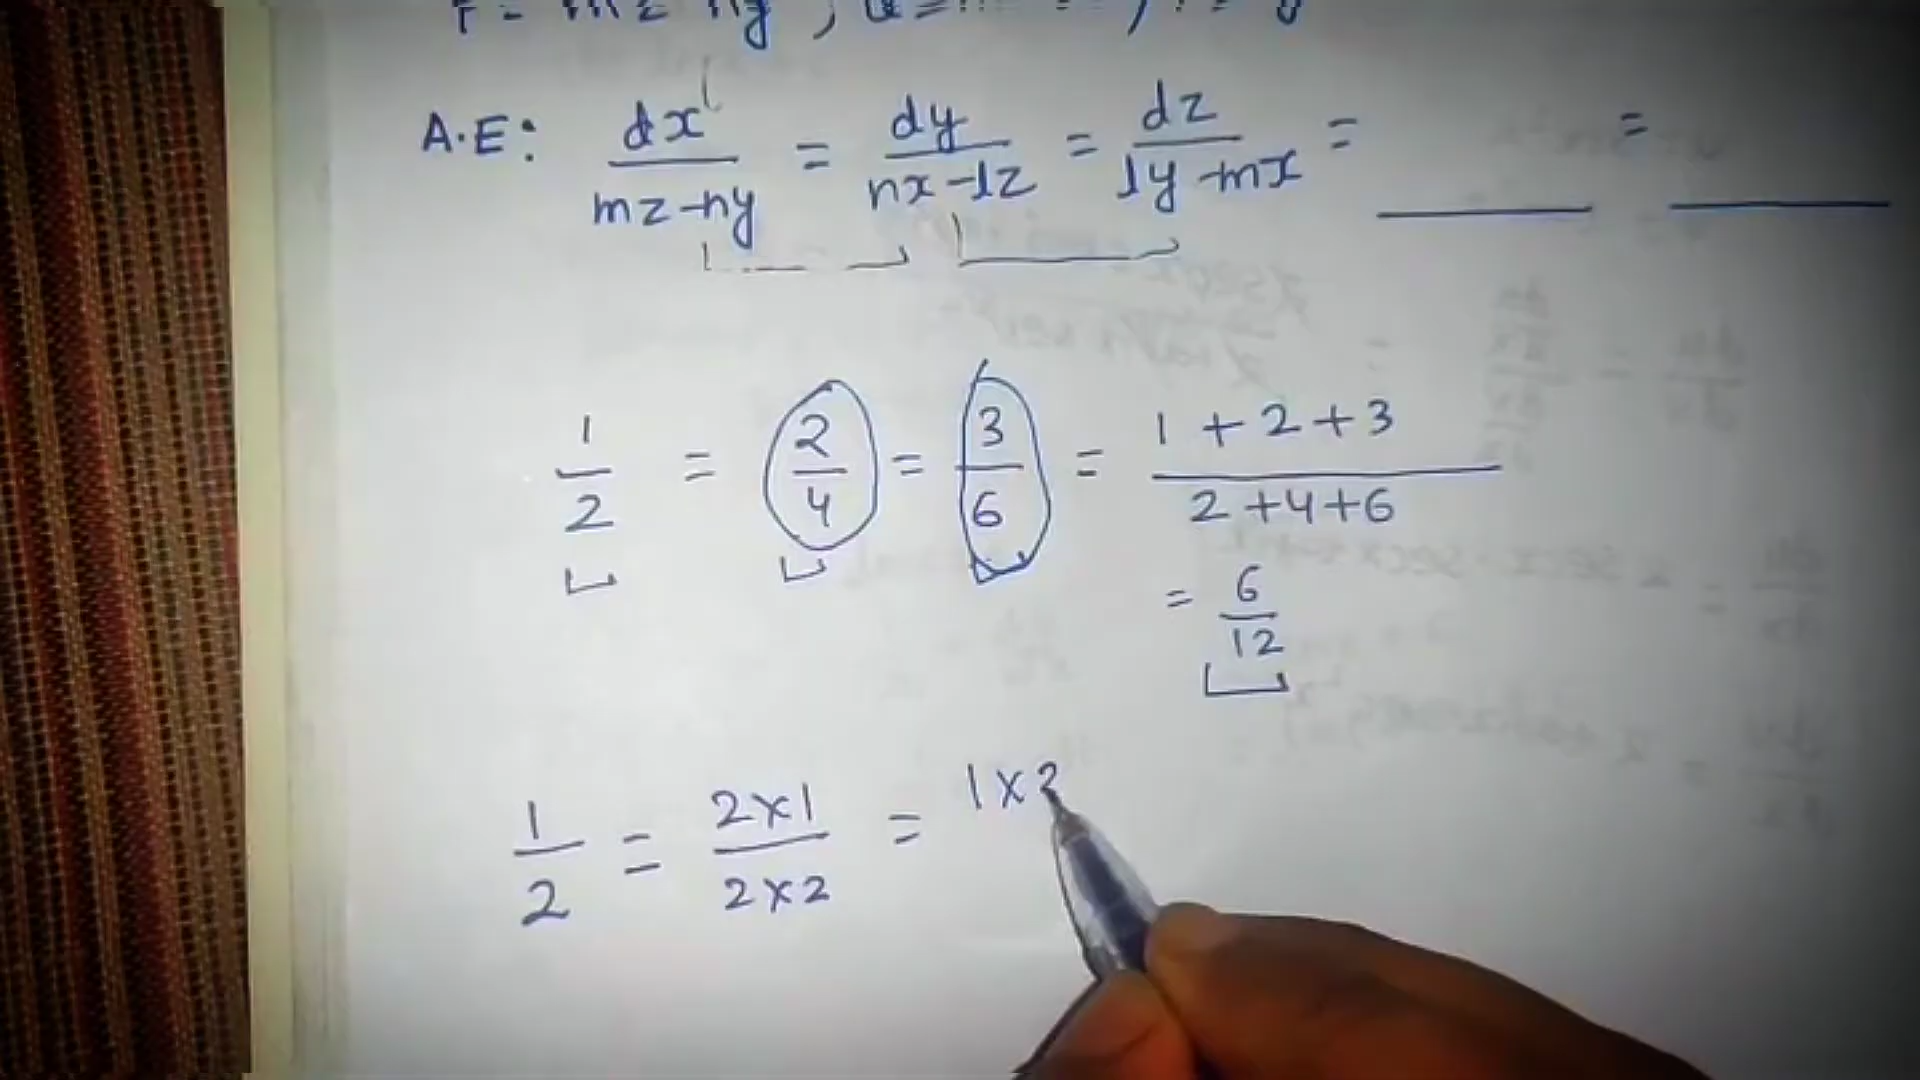 A.E: dx/(mz-ny) = dy/(nx-lz) = dz/(ly-mx) = ____ = ____
1/2 = 2/4 = 3/6 = (1+2+3)/(2+4+6)
= 6/12
1/2 = (2×1)/(2×2) = 1×